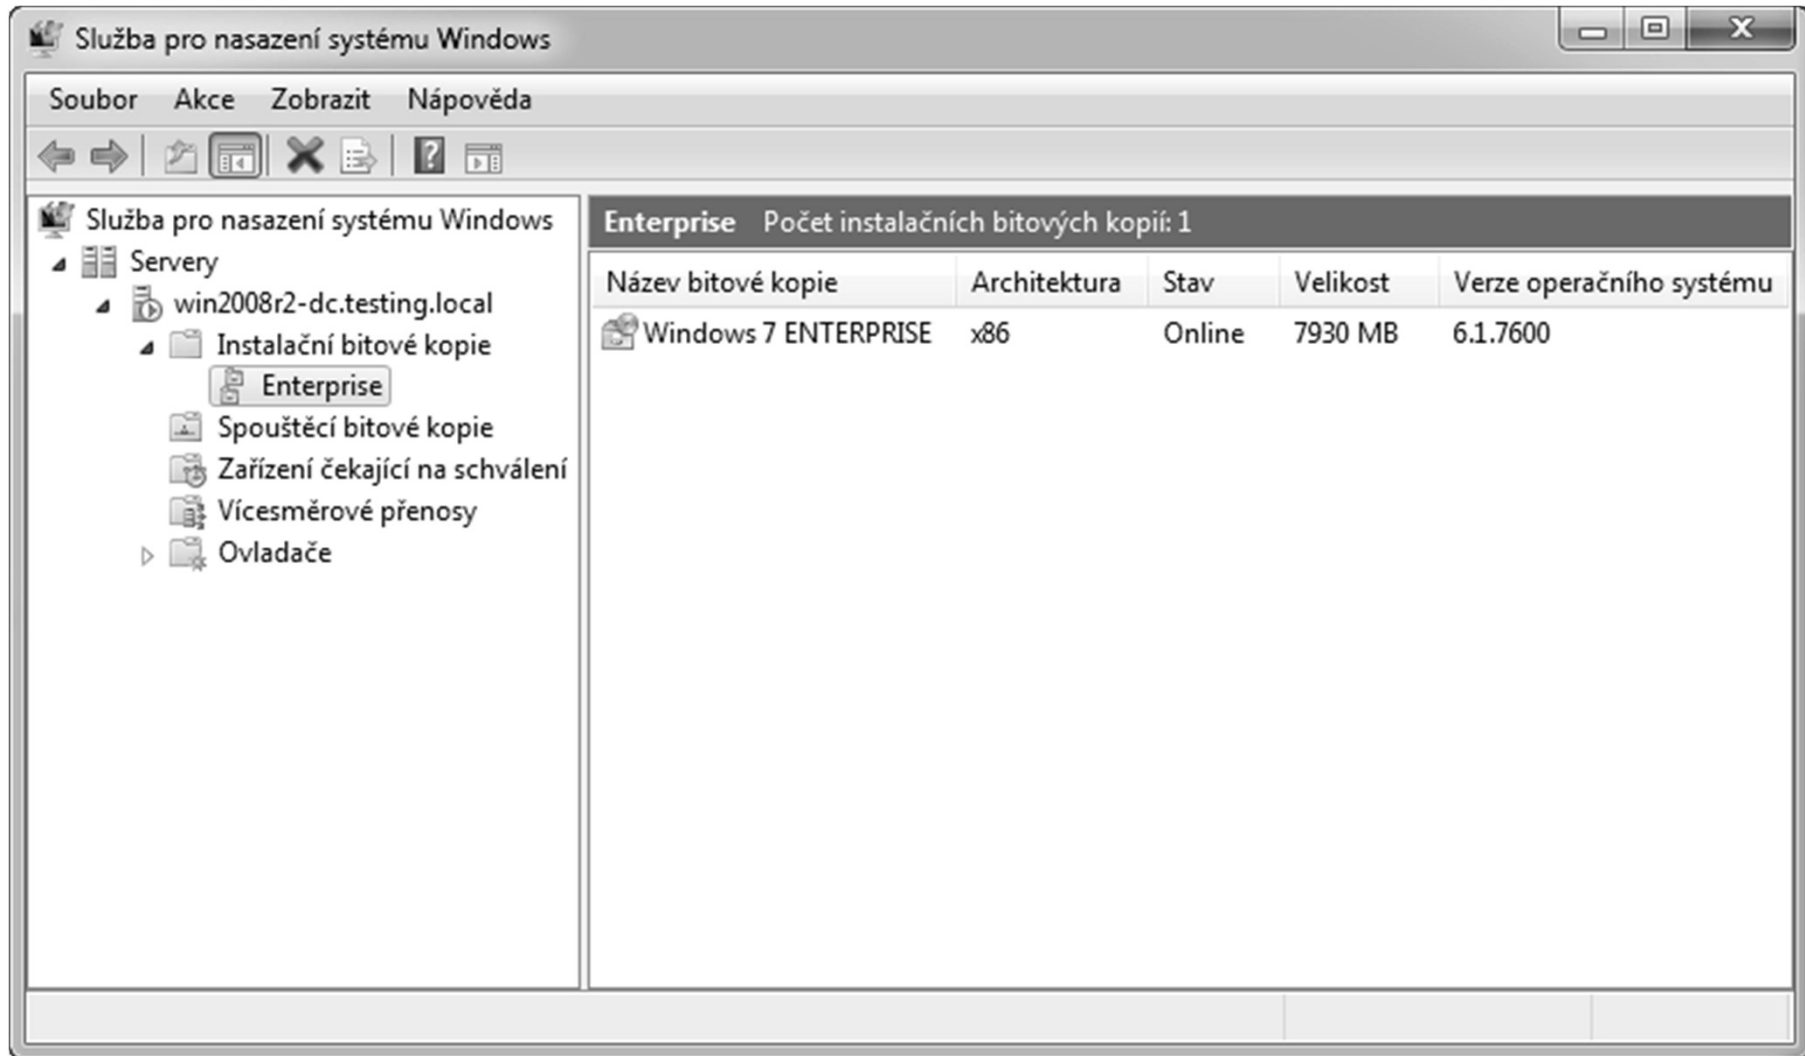 Služba pro nasazení systému Windows
Soubor Akce Zobrazit Nápověda
Služba pro nasazení systému Windows
Servery
win2008r2-dc.testing.local
Instalační bitové kopie
Enterprise
Spouštěcí bitové kopie
Zařízení čekající na schválení
Vícesměrové přenosy
Ovladače
Enterprise Počet instalačních bitových kopií: 1
Název bitové kopie Architektura Stav Velikost Verze operačního systému
Windows 7 ENTERPRISE x86 Online 7930 MB 6.1.7600